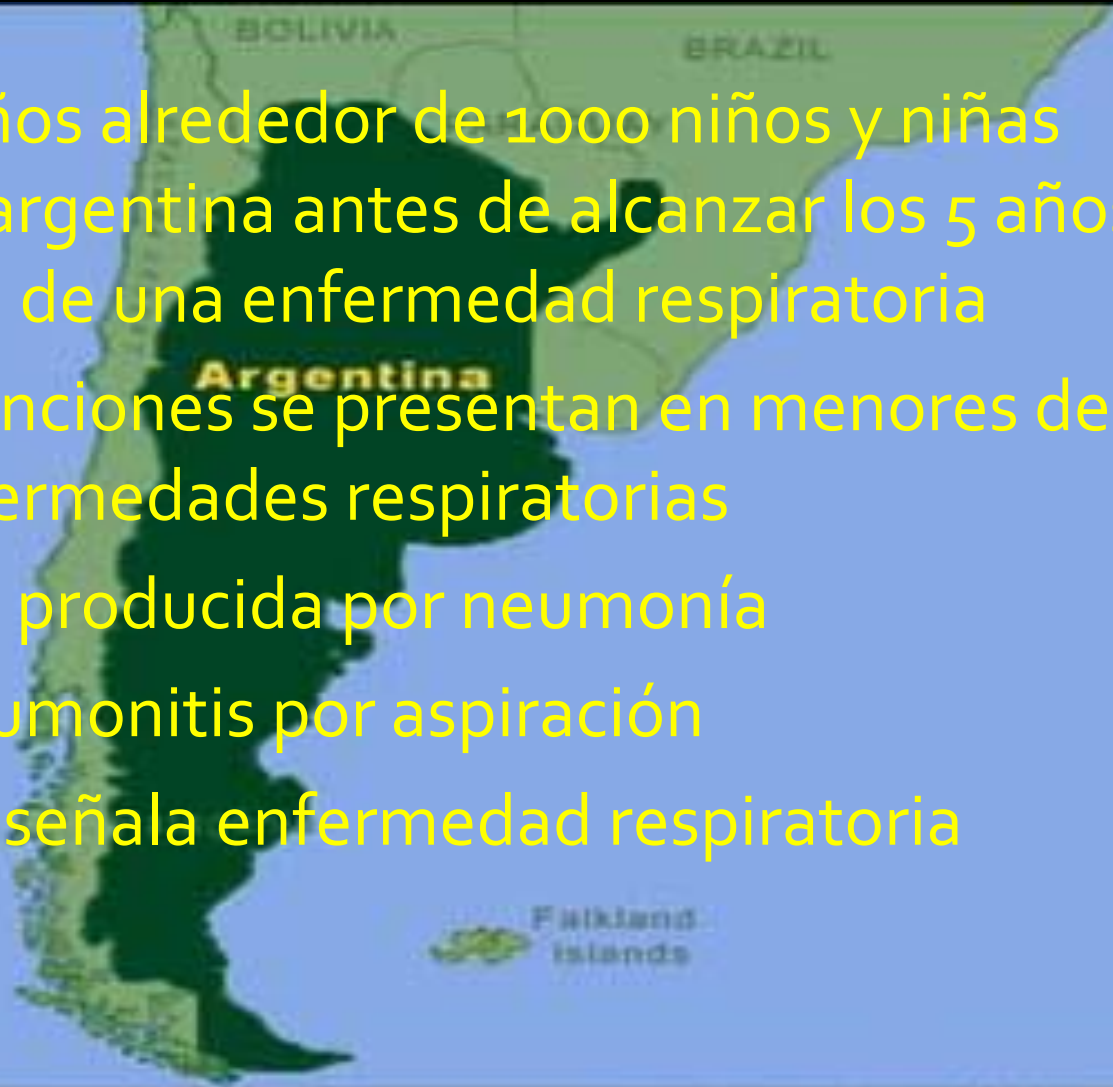 BOLIVIA
BRAZIL
ños alrededor de 1000 niños y niñas
argentina antes de alcanzar los 5 año
de una enfermedad respiratoria
Argentina
nciones se presentan en menores de
ermedades respiratorias
producida por neumonía
umonitis por aspiración
señala enfermedad respiratoria
Falkland
Islands